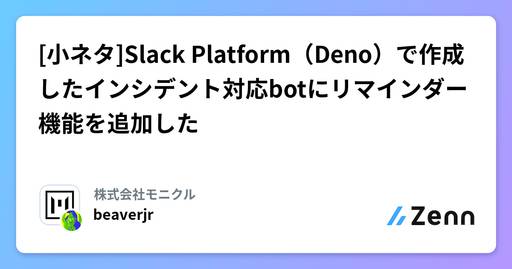 [小ネタ]Slack Platform（Deno）で作成
したインシデント対応botにリマインダー
機能を追加した
株式会社モニクル
beaverjr
Zenn